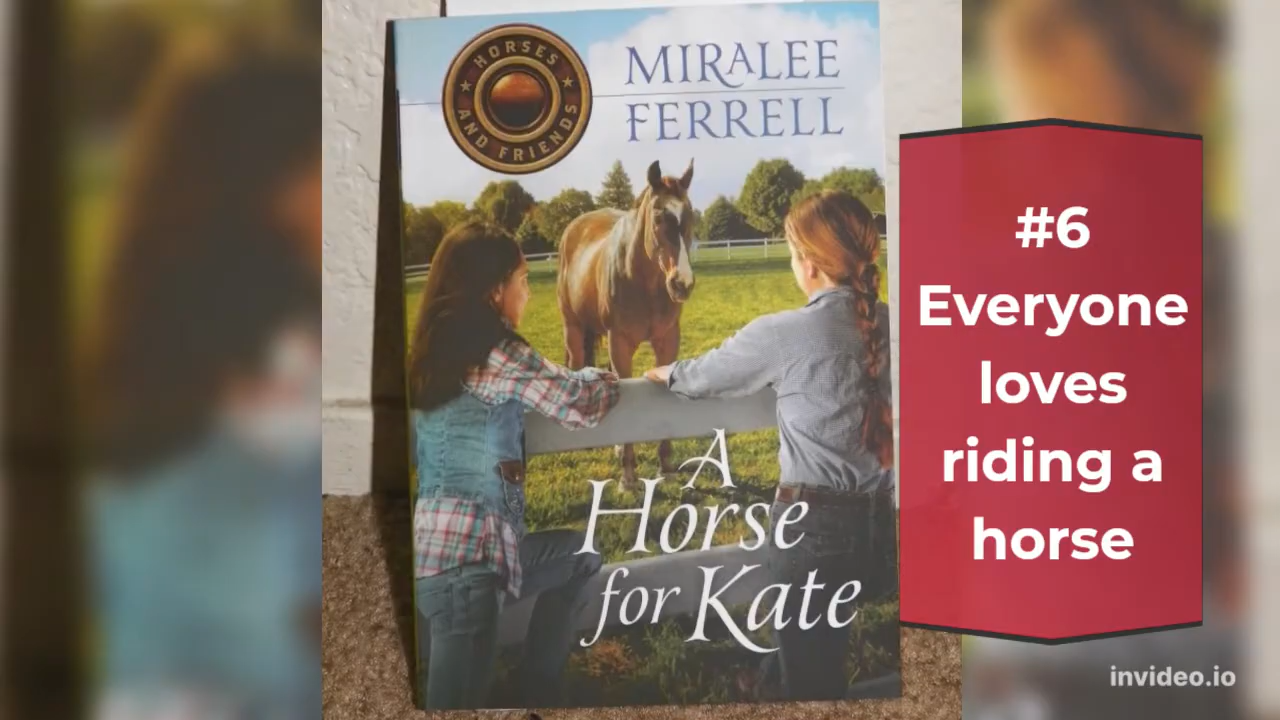 HORSES
AND FRIENDS
MIRALEE
FERRELL
A
Horse
for Kate
#6
Everyone
loves
riding a
horse
invideo.io